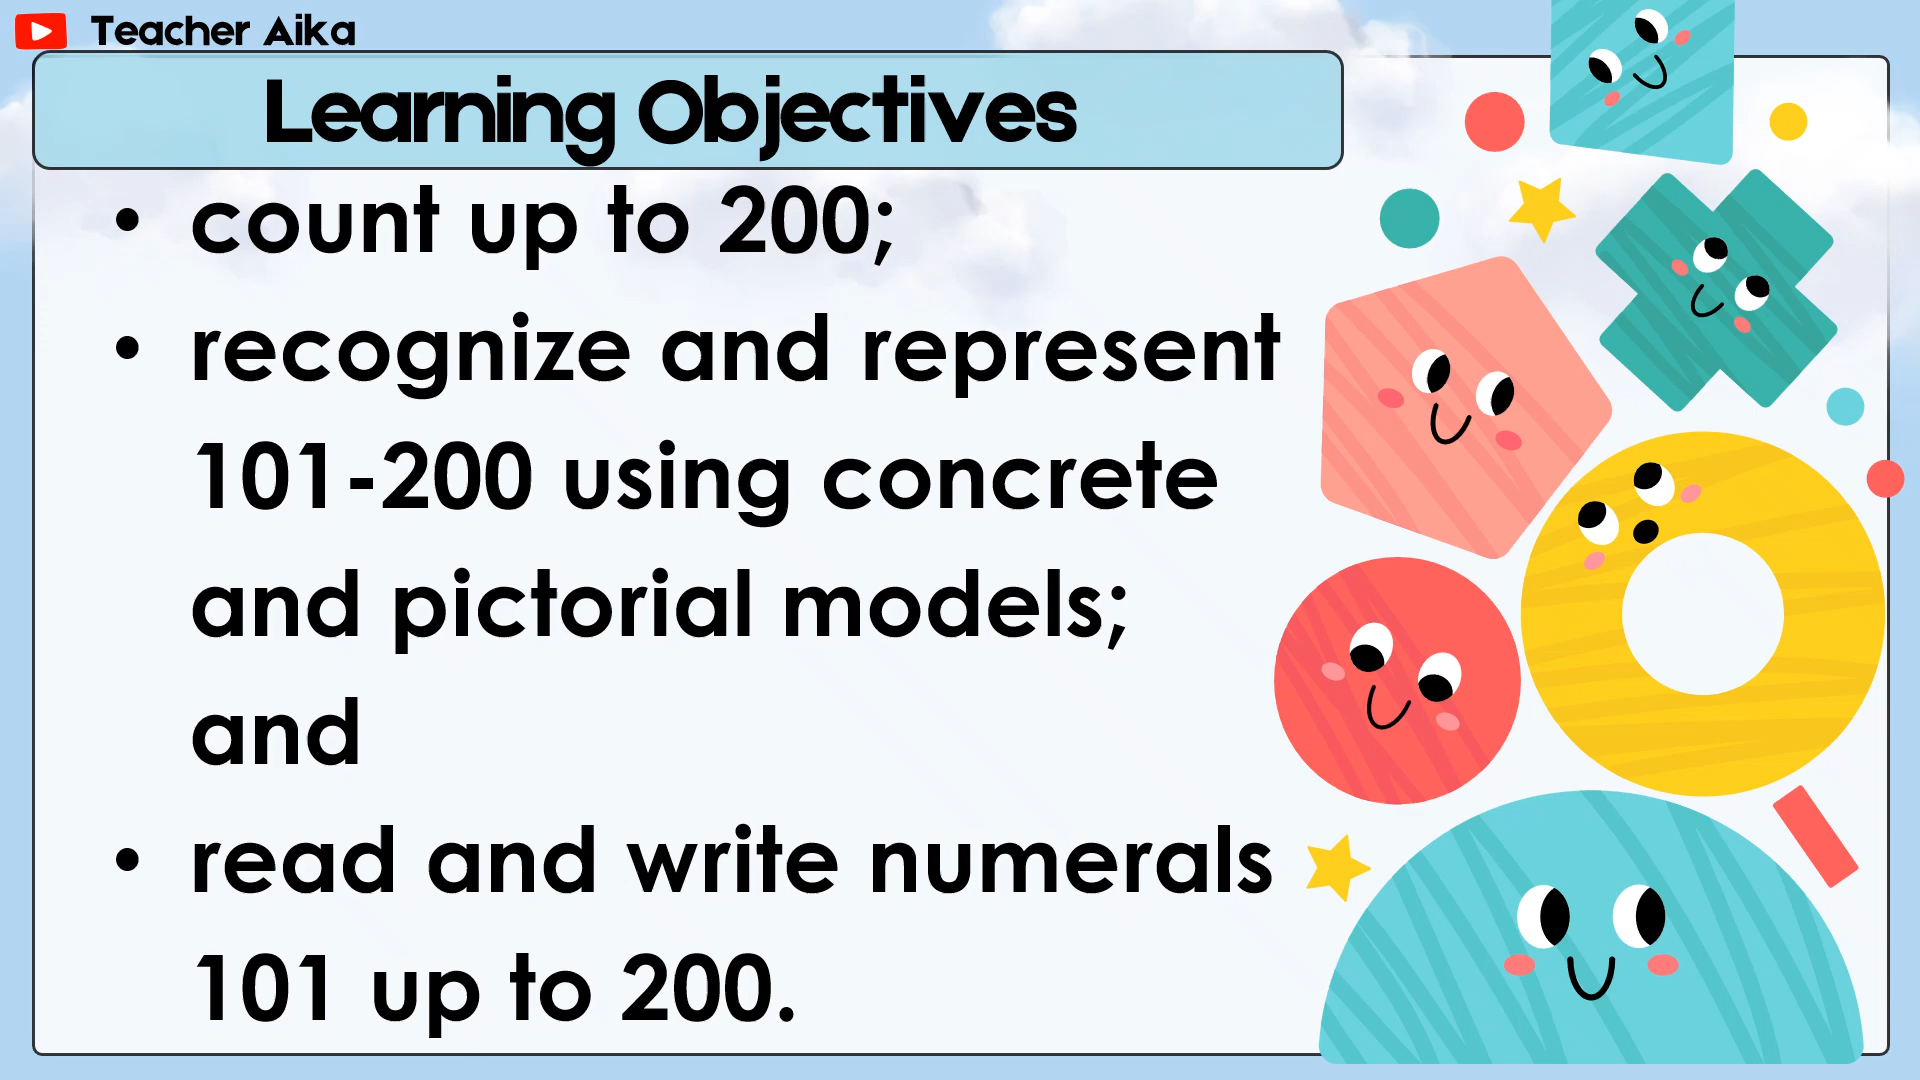 Teacher Aika
Learning Objectives
• count up to 200;
• recognize and represent
101-200 using concrete
and pictorial models;
and
• read and write numerals
101 up to 200.